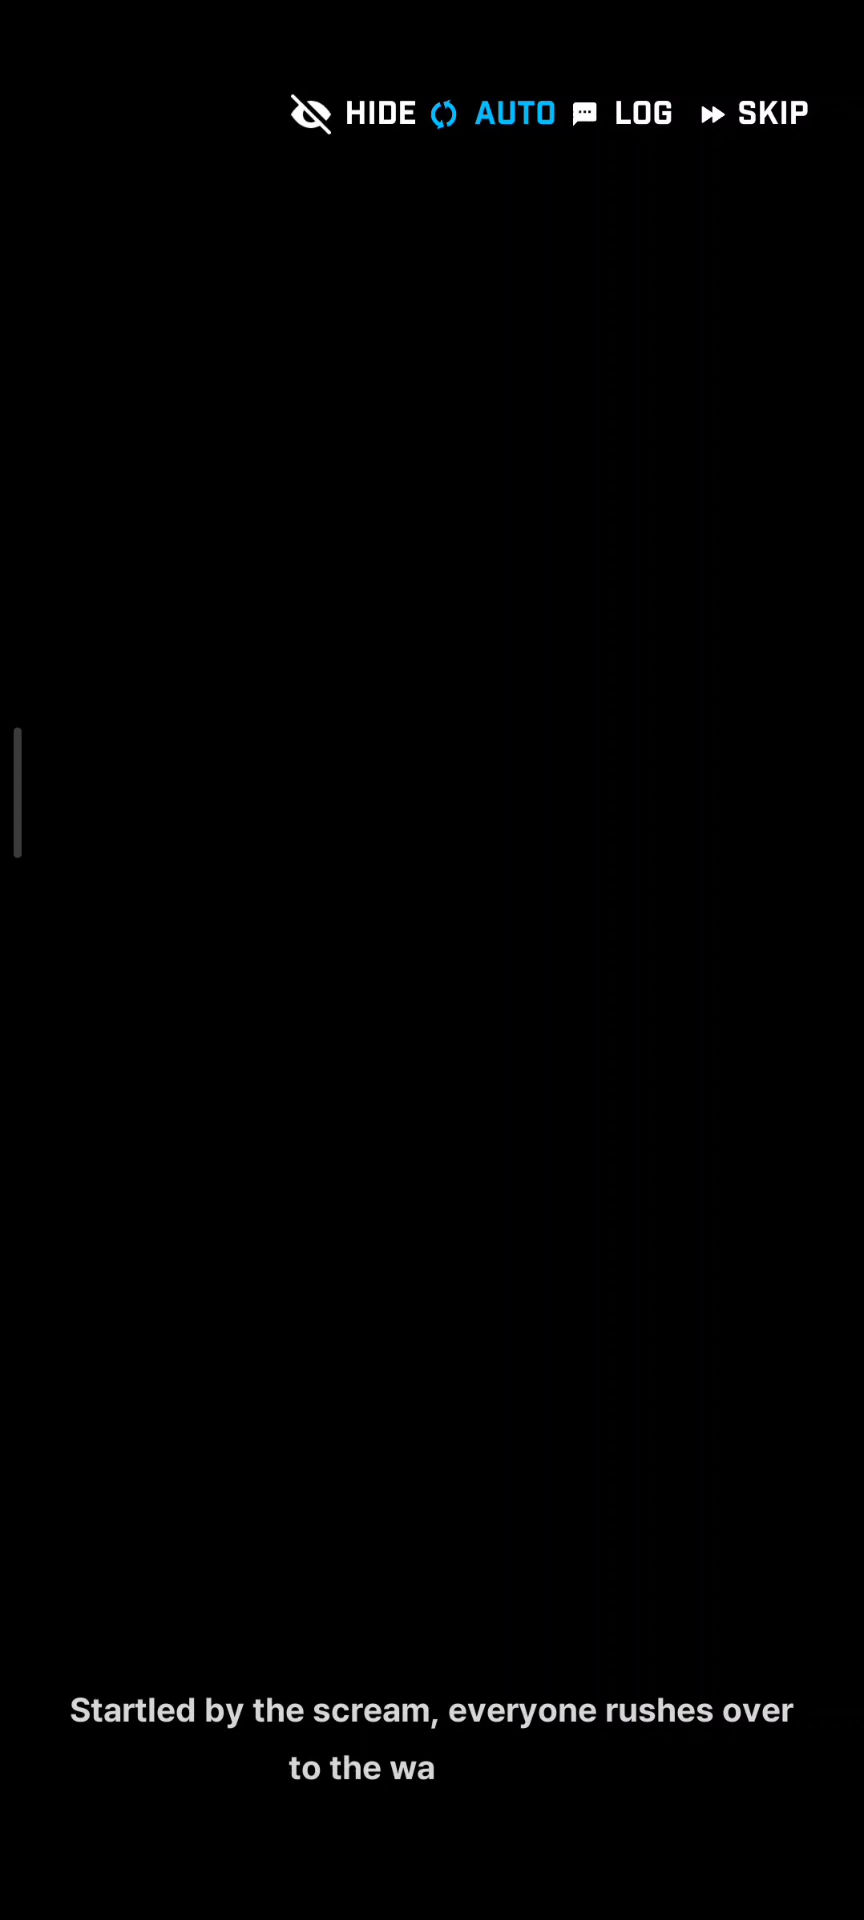 HIDE AUTO LOG SKIP
Startled by the scream, everyone rushes over
to the wa